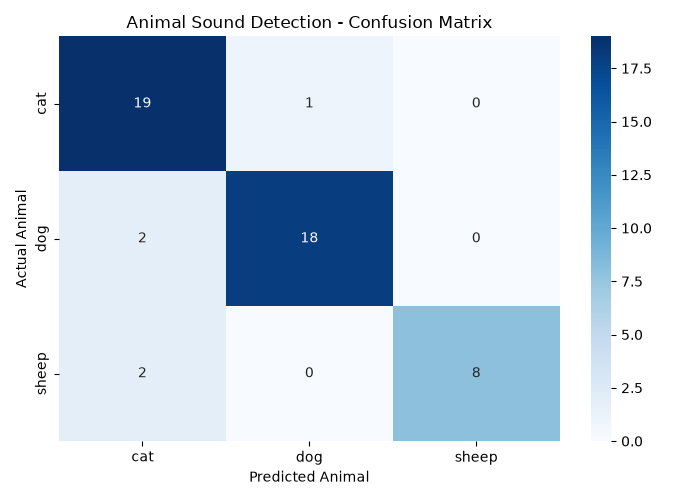 Animal Sound Detection - Confusion Matrix
Actual Animal
cat
19
1
0
dog
2
18
0
sheep
2
0
8
cat
dog
sheep
Predicted Animal
17.5
15.0
12.5
10.0
7.5
5.0
2.5
0.0